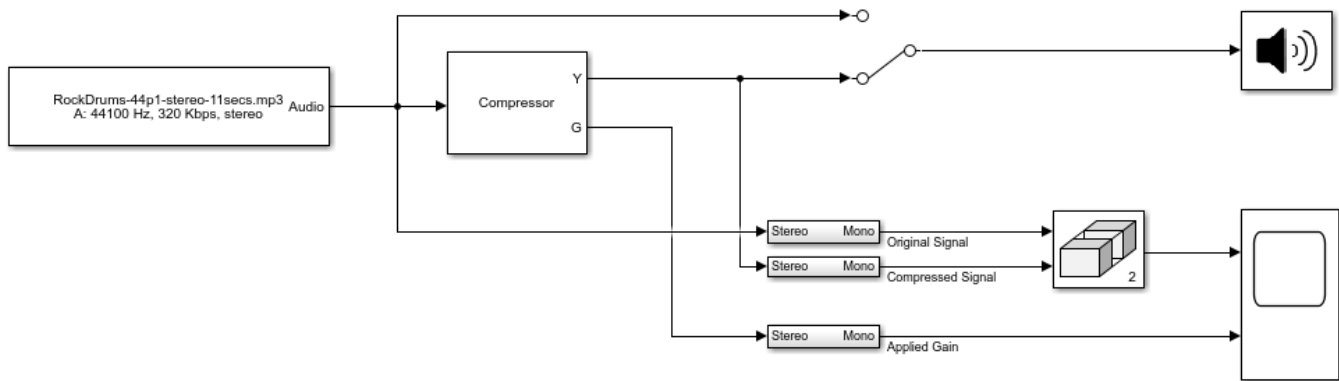 RockDrums-44p1-stereo-11secs.mp3
A: 44100 Hz, 320 Kbps, stereo
Audio
Compressor
Y
G
Stereo Mono
Original Signal
Stereo Mono
Compressed Signal
2
Stereo Mono
Applied Gain